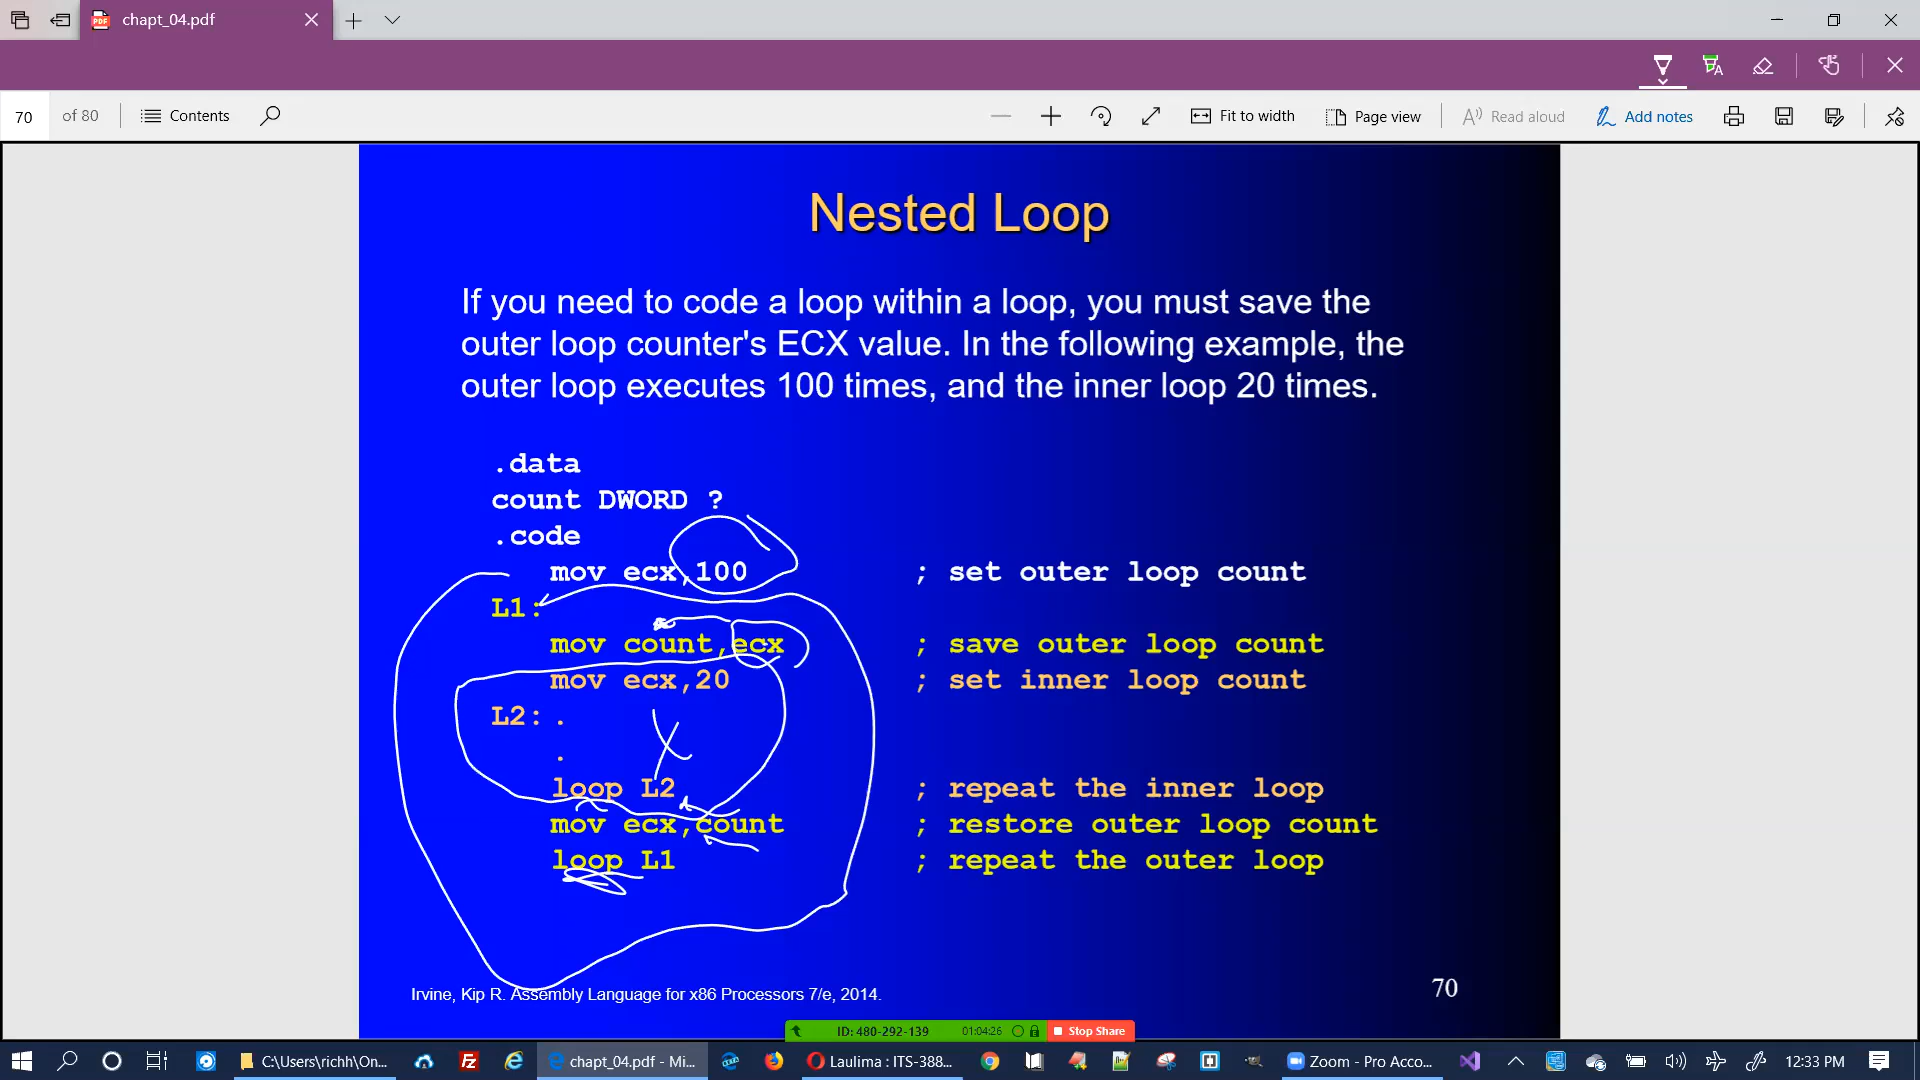 chapt_04.pdf
70 of 80 Contents Fit to width Page view Read aloud Add notes
Nested Loop
If you need to code a loop within a loop, you must save the
outer loop counter's ECX value. In the following example, the
outer loop executes 100 times, and the inner loop 20 times.
.data
count DWORD ?
.code
mov ecx,100 ; set outer loop count
L1:
mov count,ecx ; save outer loop count
mov ecx,20 ; set inner loop count
L2: .
.
loop L2 ; repeat the inner loop
mov ecx,count ; restore outer loop count
loop L1 ; repeat the outer loop
Irvine, Kip R. Assembly Language for x86 Processors 7/e, 2014.
70
ID: 480-292-139 01:04:26 Stop Share
C:\Users\richh\On... chapt_04.pdf - Mi... Laulima : ITS-388... Zoom - Pro Acco... 12:33 PM